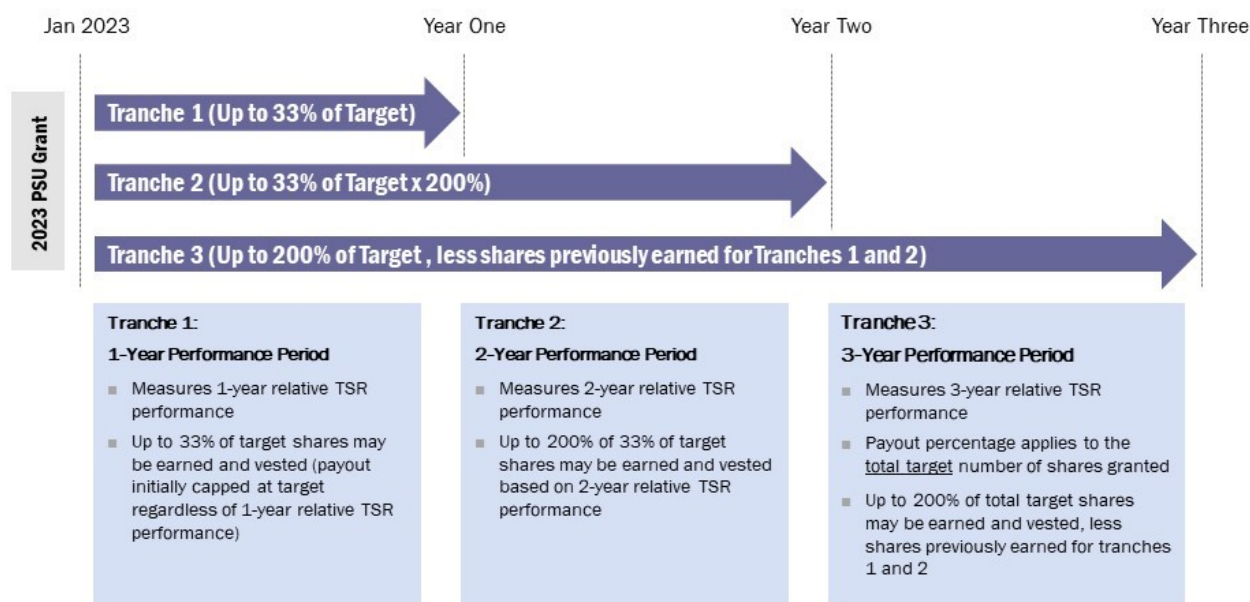 Jan 2023
Year One
Year Two
Year Three
2023 PSU Grant
Tranche 1 (Up to 33% of Target)
Tranche 2 (Up to 33% of Target x 200%)
Tranche 3 (Up to 200% of Target , less shares previously earned for Tranches 1 and 2)
Tranche 1:
1-Year Performance Period
Measures 1-year relative TSR
performance
Up to 33% of target shares may
be earned and vested (payout
initially capped at target
regardless of 1-year relative TSR
performance)
Tranche 2:
2-Year Performance Period
Measures 2-year relative TSR
performance
Up to 200% of 33% of target
shares may be earned and vested
based on 2-year relative TSR
performance
Tranche 3:
3-Year Performance Period
Measures 3-year relative TSR
performance
Payout percentage applies to the
total target number of shares granted
Up to 200% of total target shares
may be earned and vested, less
shares previously earned for tranches
1 and 2